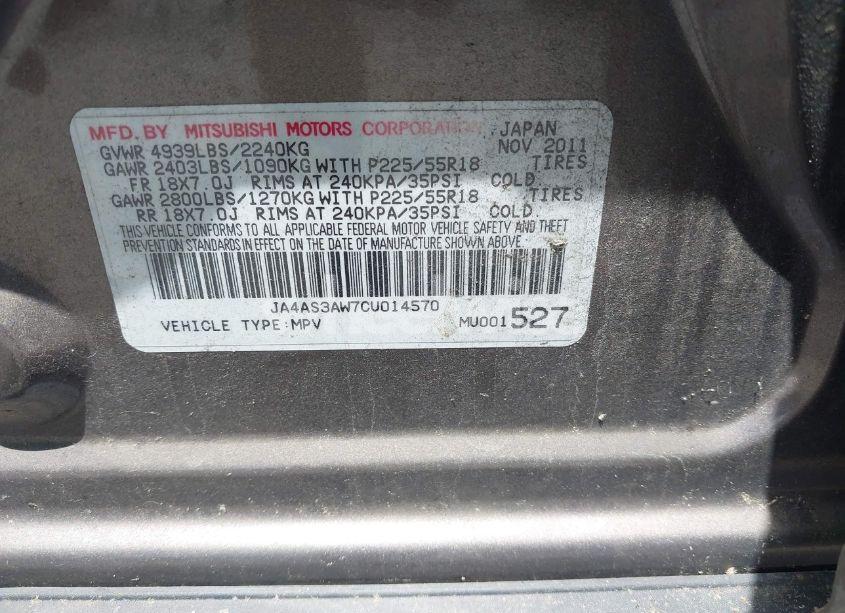 MFD. BY MITSUBISHI MOTORS CORPORATION JAPAN
GVWR 4939LBS/2240KG NOV 2011
GAWR 2403LBS/1090KG WITH P225/55R18 TIRES
FR 18X7.0J RIMS AT 240KPA/35PSI COLD
GAWR 2800LBS/1270KG WITH P225/55R18 TIRES
RR 18X7.0J RIMS AT 240KPA/35PSI COLD
THIS VEHICLE CONFORMS TO ALL APPLICABLE FEDERAL MOTOR VEHICLE SAFETY AND THEFT
PREVENTION STANDARDS IN EFFECT ON THE DATE OF MANUFACTURE SHOWN ABOVE.
JA4AS3AW7CU014570
VEHICLE TYPE:MPV MU001 527